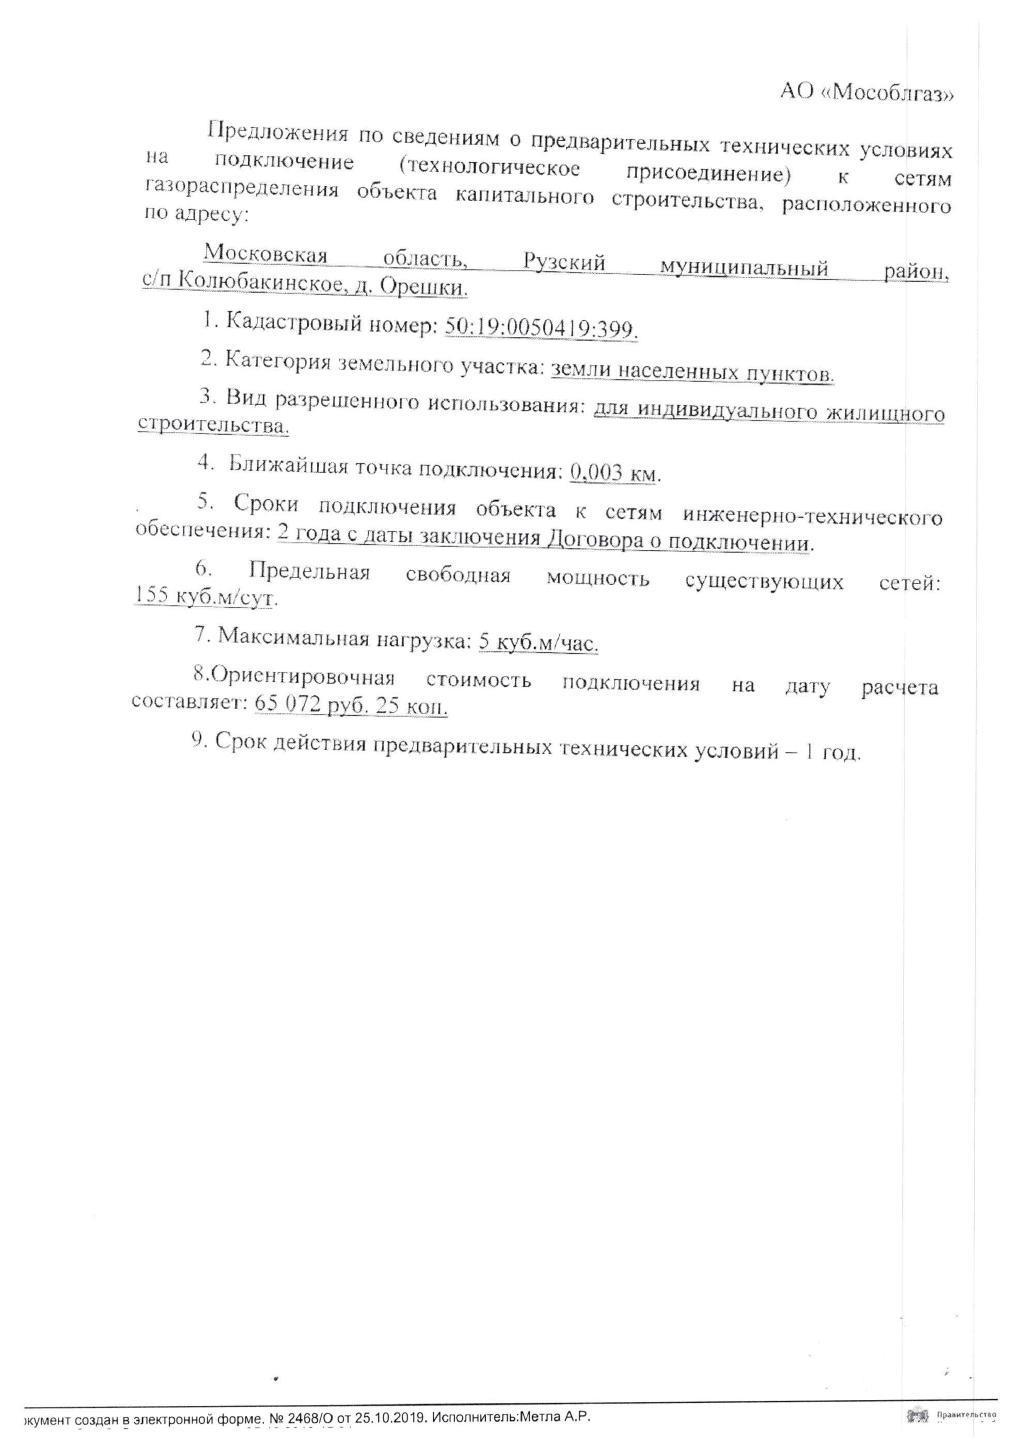 АО «Мособлгаз»
Предложения по сведениям о предварительных технических условиях
на подключение (технологическое присоединение) к сетям
газораспределения объекта капитального строительства, расположенного
по адресу:
Московская область, Рузский муниципальный район,
с/п Колюбакинское, д. Орешки.
1. Кадастровый номер: 50:19:0050419:399.
2. Категория земельного участка: земли населенных пунктов.
3. Вид разрешенного использования: для индивидуального жилищного
строительства.
4. Ближайшая точка подключения: 0,003 км.
5. Сроки подключения объекта к сетям инженерно-технического
обеспечения: 2 года с даты заключения Договора о подключении.
6. Предельная свободная мощность существующих сетей:
155 куб.м/сут.
7. Максимальная нагрузка: 5 куб.м/час.
8.Ориентировочная стоимость подключения на дату расчета
составляет: 65 072 руб. 25 коп.
9. Срок действия предварительных технических условий – 1 год.
окумент создан в электронной форме. № 2468/О от 25.10.2019. Исполнитель:Метла А.Р.
Правительство